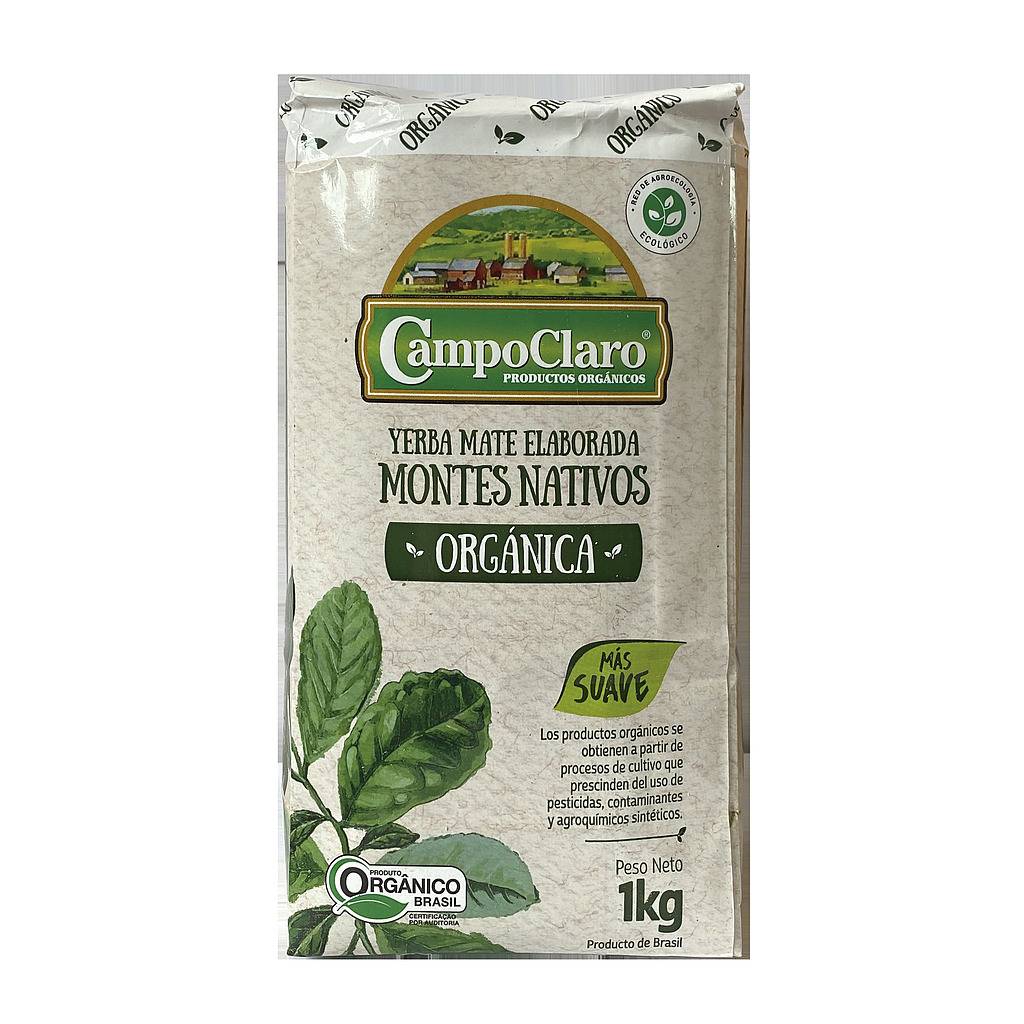 ORGÁNIC
ORGÁNICO
RED DE AGROECOLOGÍA
ECOLÓGICO
CAMPOCLARO®
PRODUCTOS ORGÁNICOS
YERBA MATE ELABORADA
MONTES NATIVOS
ORGÁNICA
MÁS
SUAVE
Los productos orgánicos se
obtienen a partir de
procesos de cultivo que
prescinden del uso de
pesticidas, contaminantes
y agroquímicos sintéticos.
PRODUTO
ORGÂNICO
BRASIL
CERTIFICAÇÃO
POR AUDITORIA
Peso Neto
1kg
Producto de Brasil